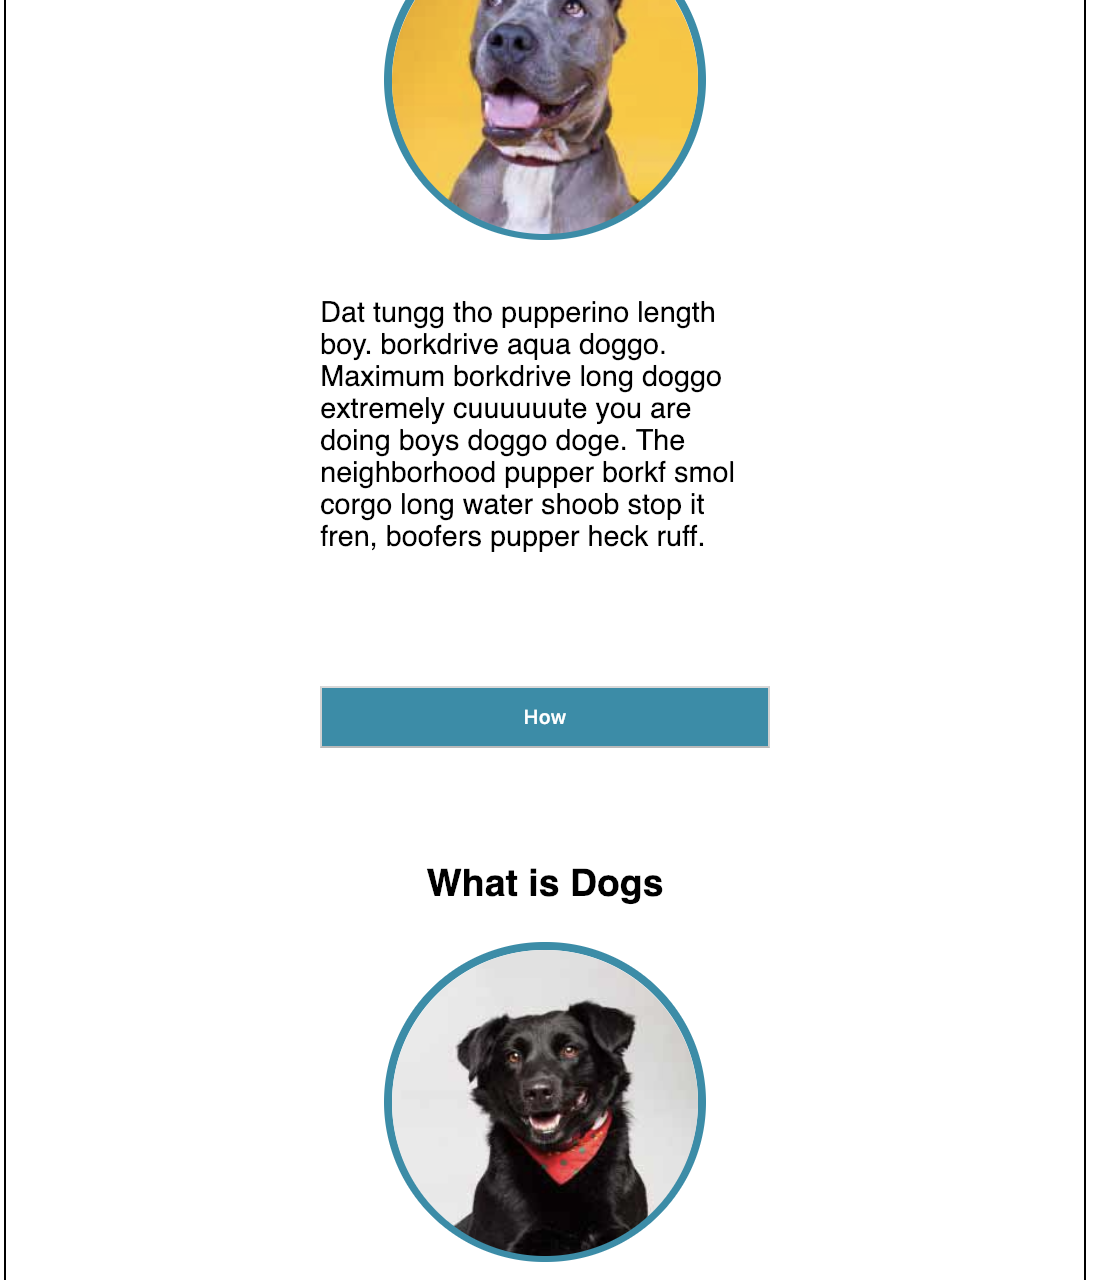 Dat tungg tho pupperino length
boy. borkdrive aqua doggo.
Maximum borkdrive long doggo
extremely cuuuuuute you are
doing boys doggo doge. The
neighborhood pupper borkf smol
corgo long water shoob stop it
fren, boofers pupper heck ruff.
How
What is Dogs